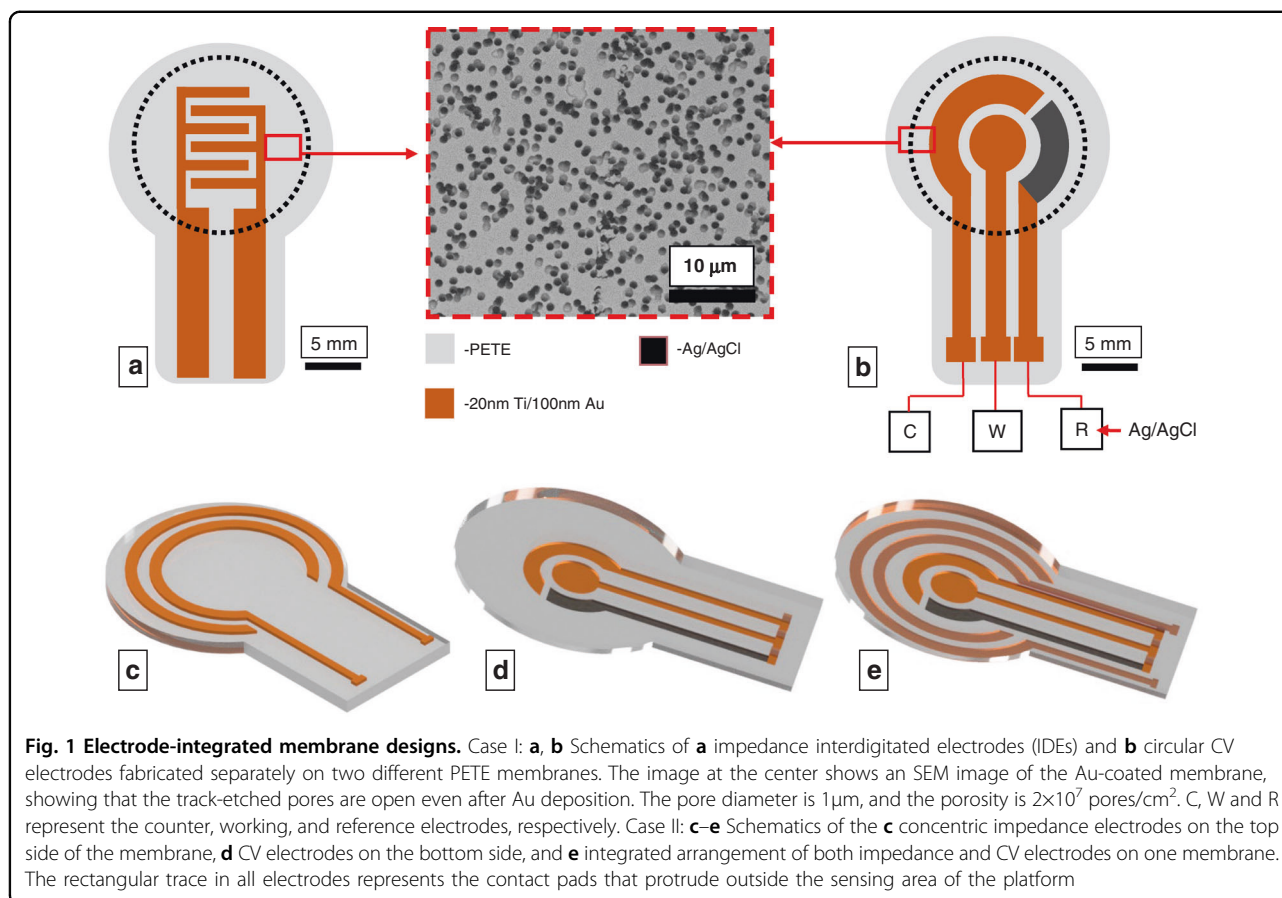 10 µm
-PETE
-Ag/AgCl
-20nm Ti/100nm Au
a
5 mm
b
5 mm
C
W
R
Ag/AgCl
c
d
e
Fig. 1 Electrode-integrated membrane designs. Case I: a, b Schematics of a impedance interdigitated electrodes (IDEs) and b circular CV
electrodes fabricated separately on two different PETE membranes. The image at the center shows an SEM image of the Au-coated membrane,
showing that the track-etched pores are open even after Au deposition. The pore diameter is 1µm, and the porosity is 2×10⁷ pores/cm². C, W and R
represent the counter, working, and reference electrodes, respectively. Case II: c–e Schematics of the c concentric impedance electrodes on the top
side of the membrane, d CV electrodes on the bottom side, and e integrated arrangement of both impedance and CV electrodes on one membrane.
The rectangular trace in all electrodes represents the contact pads that protrude outside the sensing area of the platform